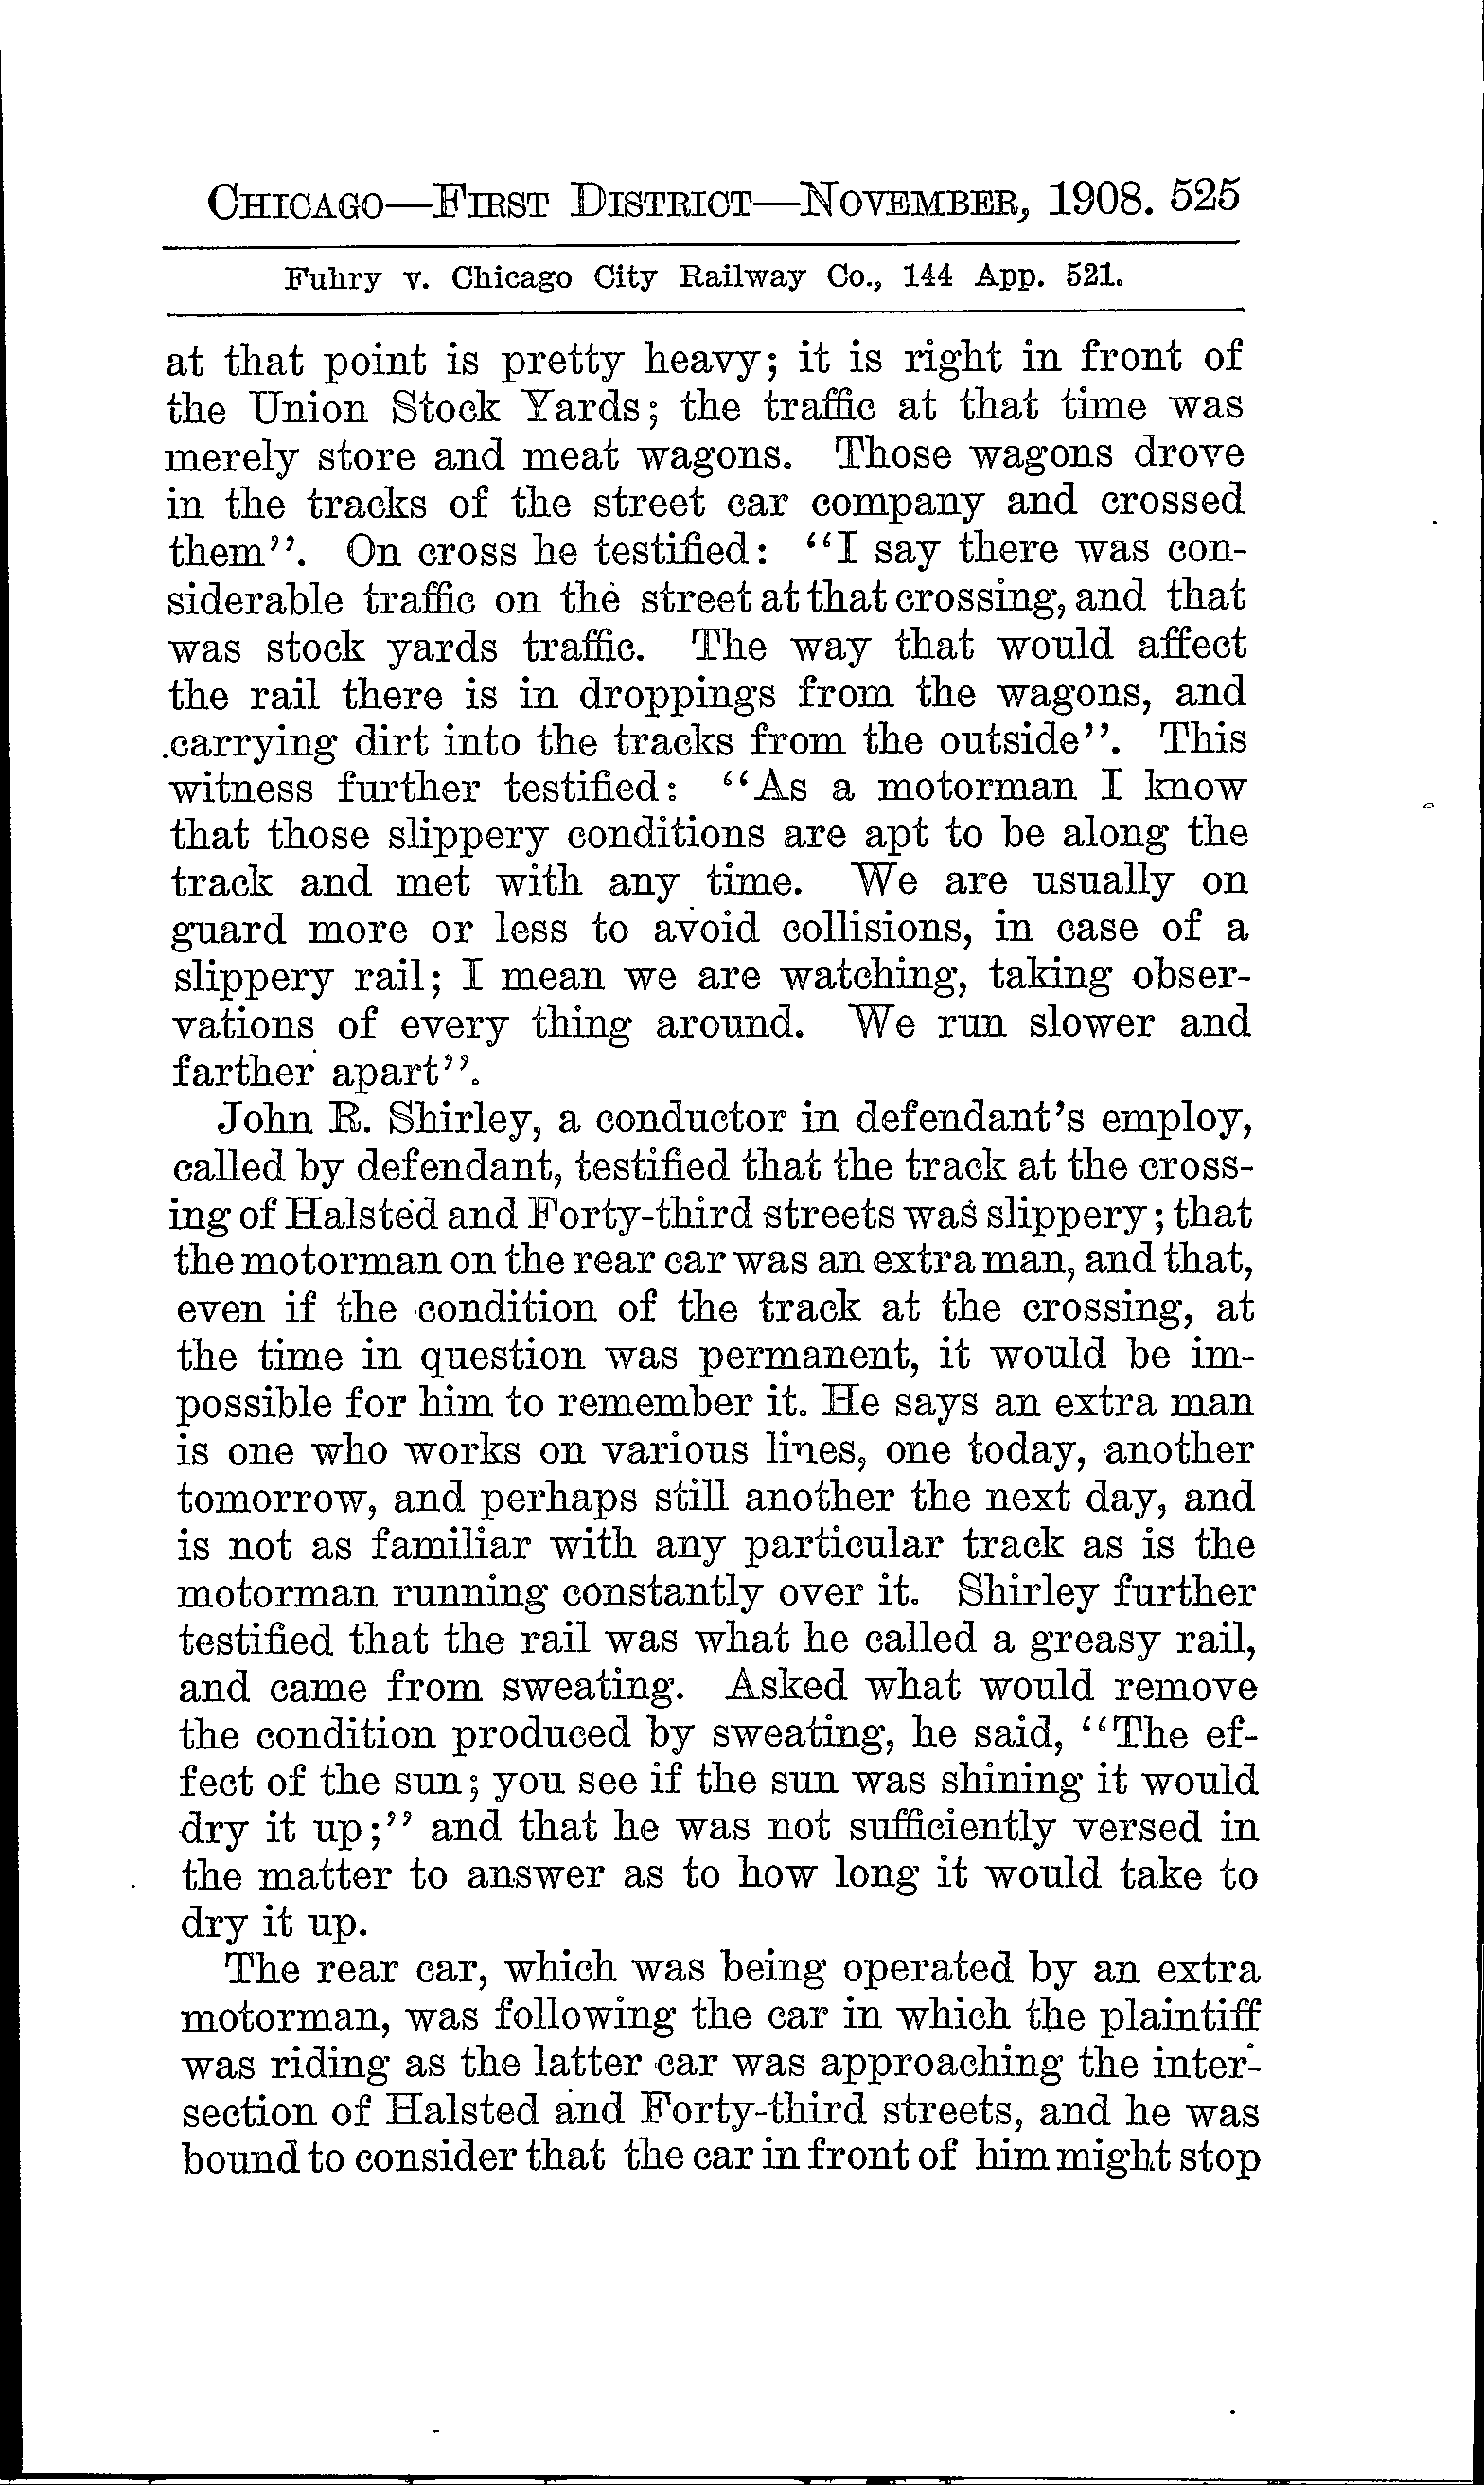 CHICAGO—FIRST DISTRICT—NOVEMBER, 1908. 525
Fuhry v. Chicago City Railway Co., 144 App. 521.
at that point is pretty heavy; it is right in front of
the Union Stock Yards; the traffic at that time was
merely store and meat wagons. Those wagons drove
in the tracks of the street car company and crossed
them''. On cross he testified: ''I say there was con-
siderable traffic on the street at that crossing, and that
was stock yards traffic. The way that would affect
the rail there is in droppings from the wagons, and
carrying dirt into the tracks from the outside''. This
witness further testified: ''As a motorman I know
that those slippery conditions are apt to be along the
track and met with any time. We are usually on
guard more or less to avoid collisions, in case of a
slippery rail; I mean we are watching, taking obser-
vations of every thing around. We run slower and
farther apart''.
John R. Shirley, a conductor in defendant's employ,
called by defendant, testified that the track at the cross-
ing of Halsted and Forty-third streets was slippery; that
the motorman on the rear car was an extra man, and that,
even if the condition of the track at the crossing, at
the time in question was permanent, it would be im-
possible for him to remember it. He says an extra man
is one who works on various lines, one today, another
tomorrow, and perhaps still another the next day, and
is not as familiar with any particular track as is the
motorman running constantly over it. Shirley further
testified that the rail was what he called a greasy rail,
and came from sweating. Asked what would remove
the condition produced by sweating, he said, ''The ef-
fect of the sun; you see if the sun was shining it would
dry it up;'' and that he was not sufficiently versed in
the matter to answer as to how long it would take to
dry it up.
The rear car, which was being operated by an extra
motorman, was following the car in which the plaintiff
was riding as the latter car was approaching the inter-
section of Halsted and Forty-third streets, and he was
bound to consider that the car in front of him might stop